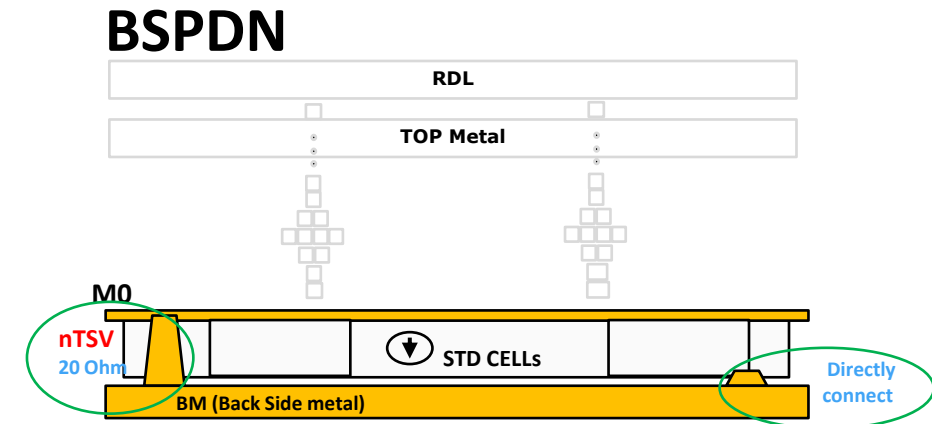 BSPDN
RDL
TOP Metal
M0
nTSV
20 Ohm
STD CELLs
Directly
connect
BM (Back Side metal)